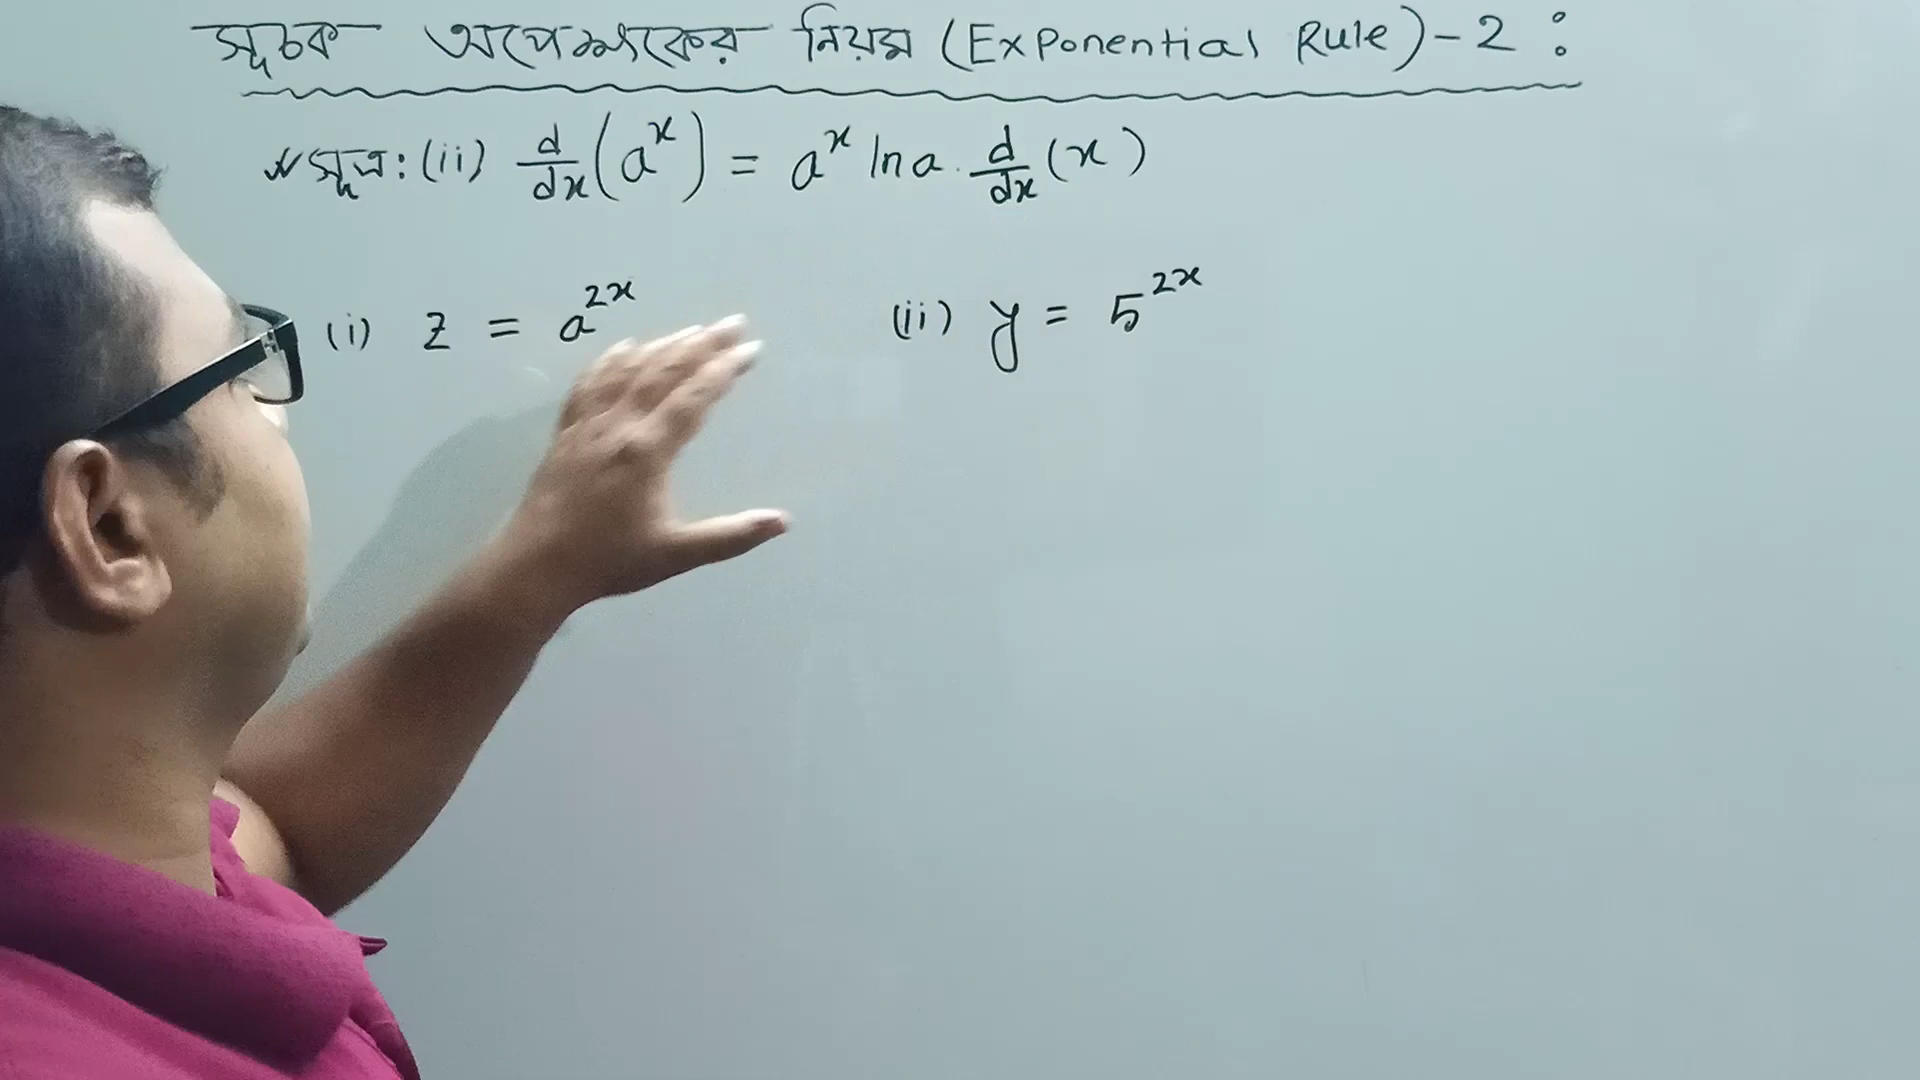 সূচক অপেক্ষকের নিয়ম (Exponential Rule) - 2 :
সূত্র : (ii) d/dx (a^x) = a^x ln a . d/dx (x)
(i) z = a^2x (ii) y = 5^2x